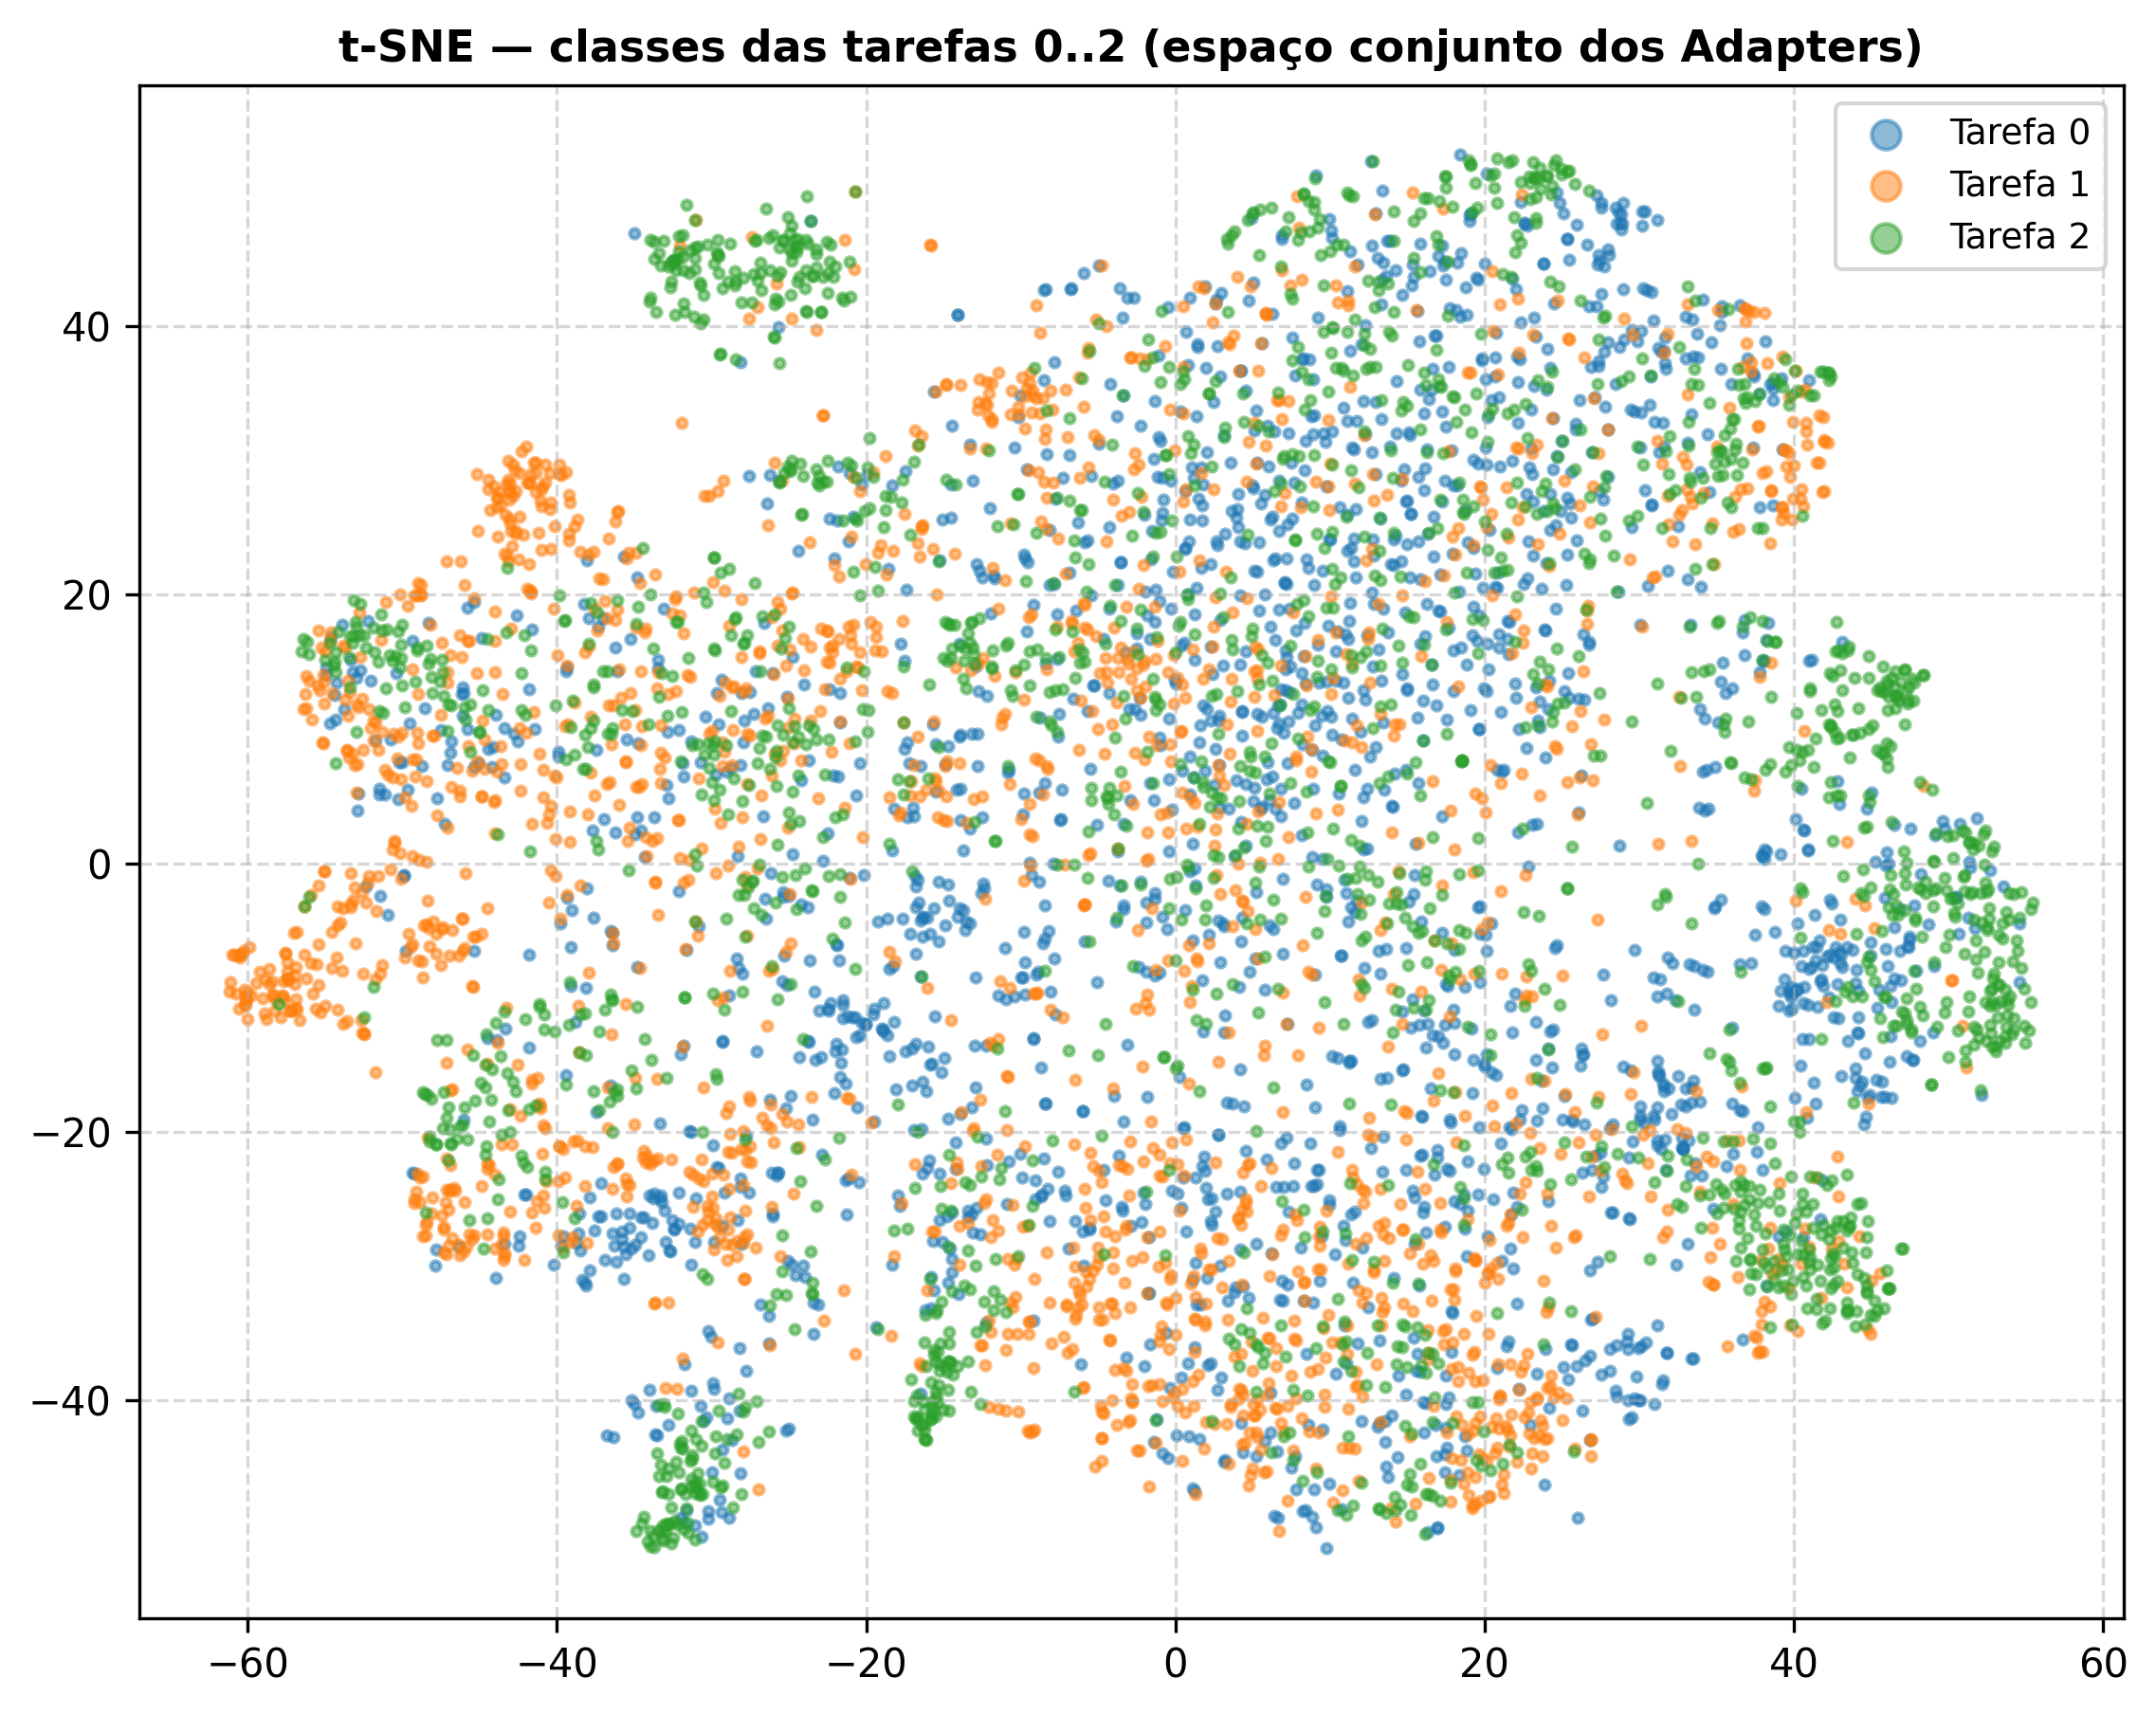 t-SNE — classes das tarefas 0..2 (espaço conjunto dos Adapters)
Tarefa 0
Tarefa 1
Tarefa 2
40
20
0
−20
−40
−60 −40 −20 0 20 40 60